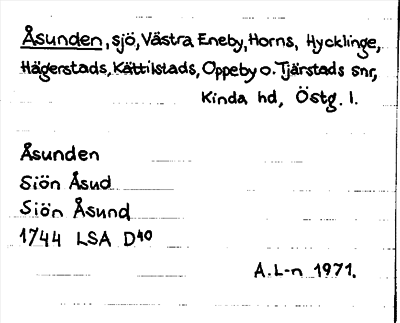 Åsunden, sjö, Västra Eneby, Horns, Hycklinge,
Hägerstads, Kättilstads, Oppeby o. Tjärstads snr,
Kinda hd, Östg. l.
Åsunden
Siön Åsud
Siön Åsund
1744 LSA D40
A.L-n 1971.